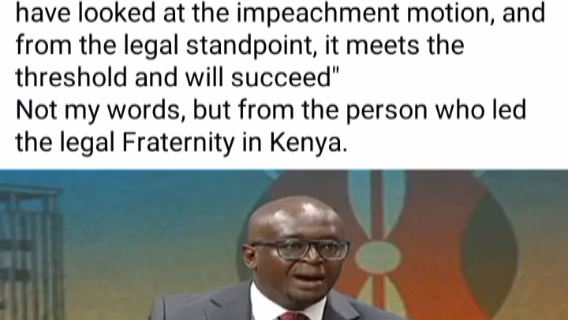 have looked at the impeachment motion, and
from the legal standpoint, it meets the
threshold and will succeed"
Not my words, but from the person who led
the legal Fraternity in Kenya.